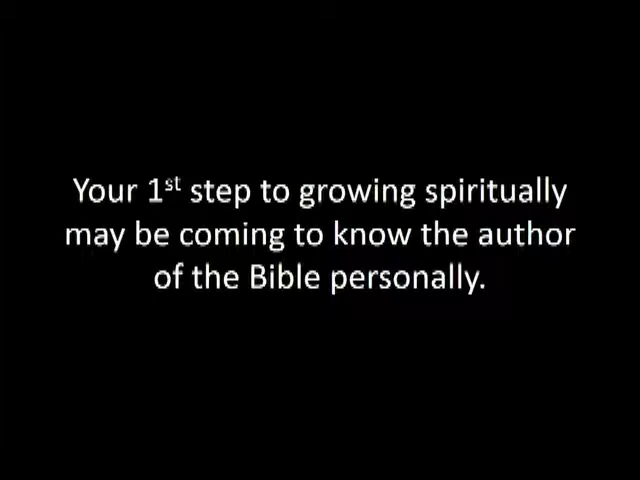 Your 1st step to growing spiritually
may be coming to know the author
of the Bible personally.